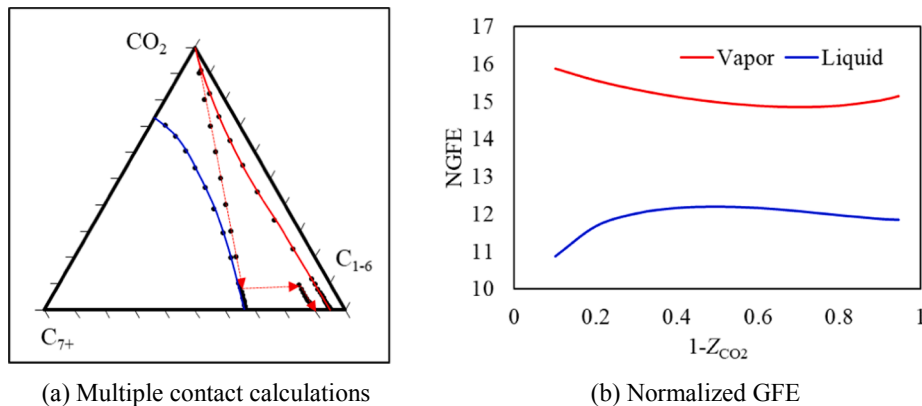 CO2
C1-6
C7+
(a) Multiple contact calculations
17
16
15
14
13
12
11
10
NGFE
Vapor
Liquid
0 0.2 0.4 0.6 0.8 1
1-ZCO2
(b) Normalized GFE